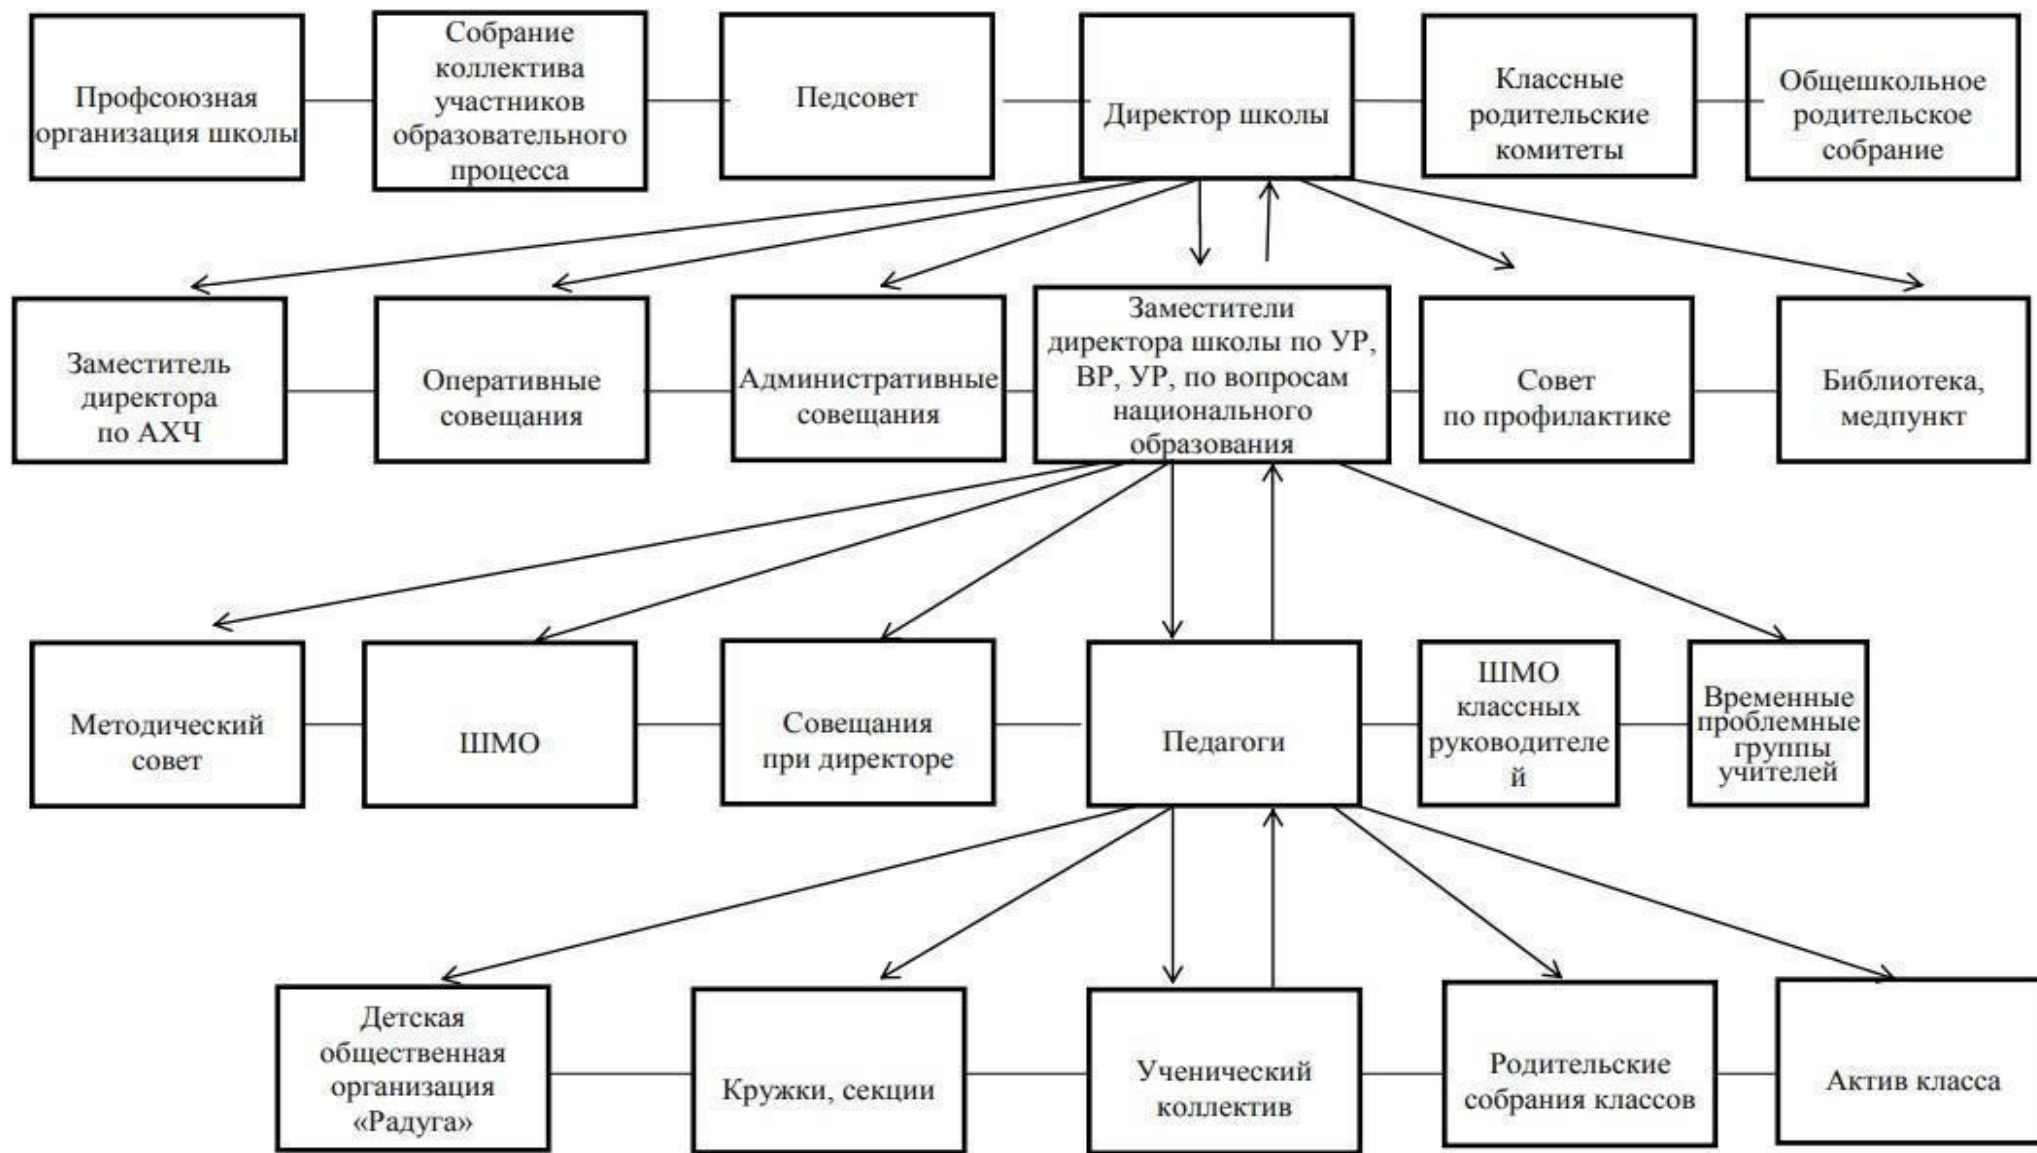 Профсоюзная
организация школы
Собрание
коллектива
участников
образовательного
процесса
Педсовет
Директор школы
Классные
родительские
комитеты
Общешкольное
родительское
собрание
Заместитель
директора
по АХЧ
Оперативные
совещания
Административные
совещания
Заместители
директора школы по УР,
ВР, УР, по вопросам
национального
образования
Совет
по профилактике
Библиотека,
медпункт
Методический
совет
ШМО
Совещания
при директоре
Педагоги
ШМО
классных
руководителе
й
Временные
проблемные
группы
учителей
Детская
общественная
организация
«Радуга»
Кружки, секции
Ученический
коллектив
Родительские
собрания классов
Актив класса